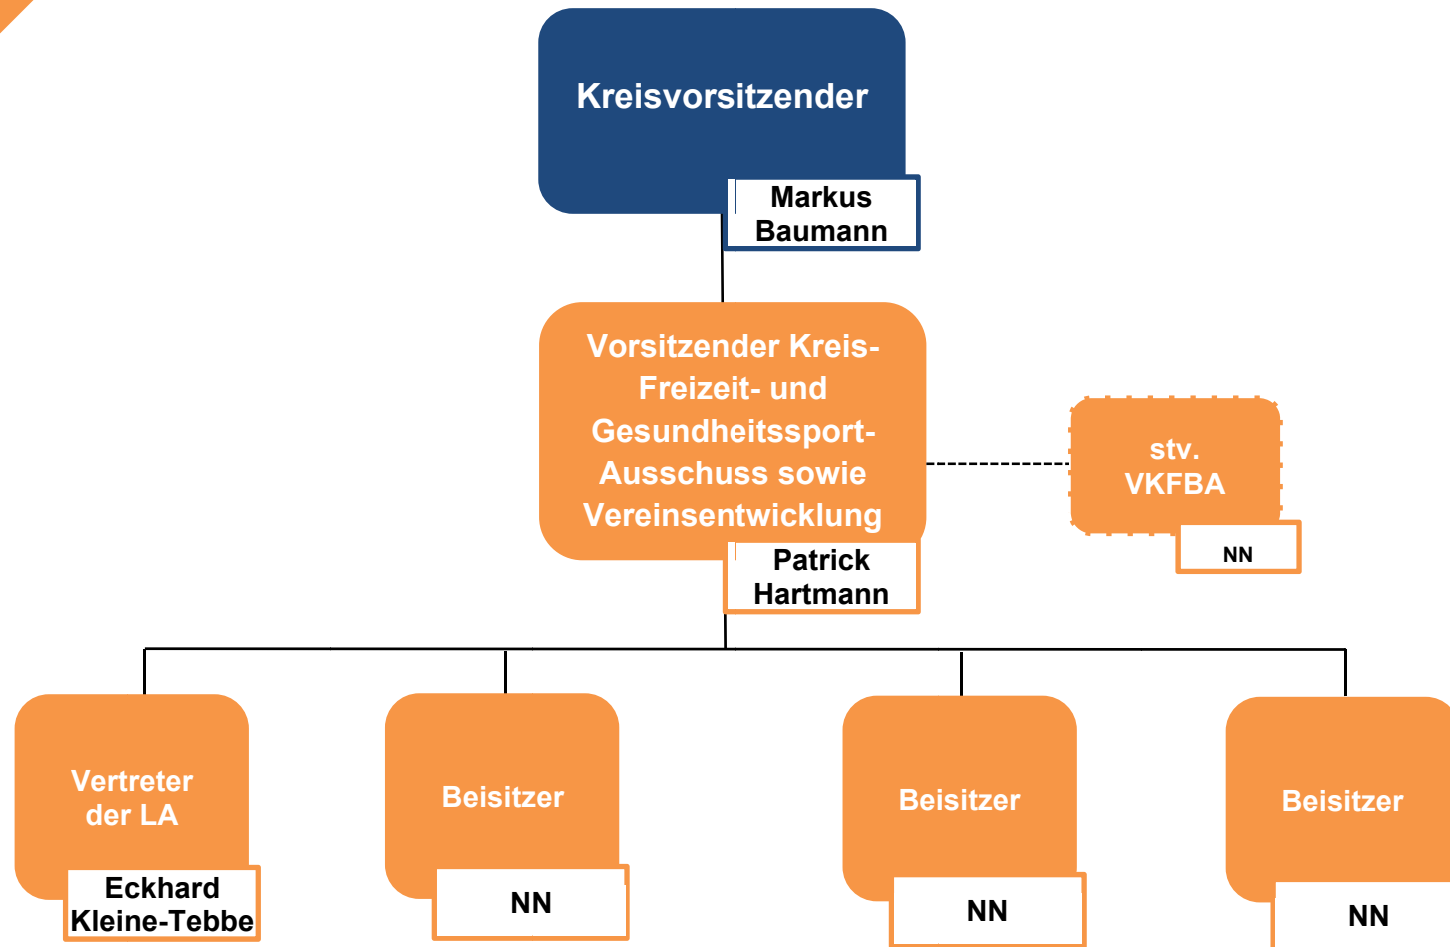 Kreisvorsitzender
Markus
Baumann
Vorsitzender Kreis-
Freizeit- und
Gesundheitssport-
Ausschuss sowie
Vereinsentwicklung
Patrick
Hartmann
stv.
VKFBA
NN
Vertreter
der LA
Eckhard
Kleine-Tebbe
Beisitzer
NN
Beisitzer
NN
Beisitzer
NN